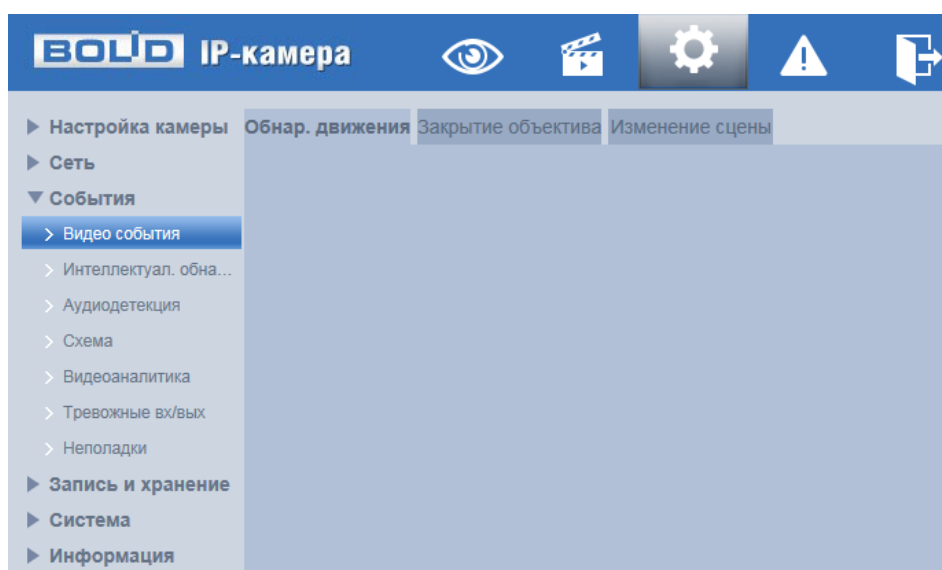 BOLID IP-камера
Настройка камеры
Обнар. движения
Закрытие объектива
Изменение сцены
Сеть
События
Видео события
Интеллектуал. обна...
Аудиодетекция
Схема
Видеоаналитика
Тревожные вх/вых
Неполадки
Запись и хранение
Система
Информация